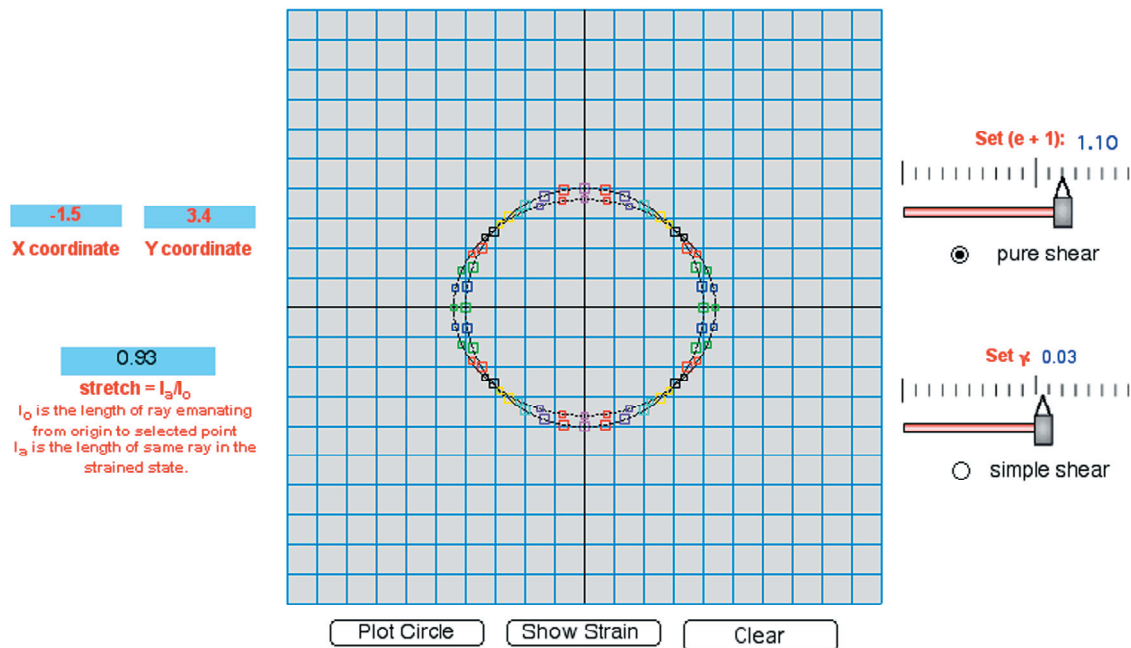 -1.5
3.4
X coordinate
Y coordinate
0.93
stretch = la/lo
lo is the length of ray emanating
from origin to selected point
la is the length of same ray in the
strained state.
Set (e + 1): 1.10
pure shear
Set γ 0.03
simple shear
Plot Circle
Show Strain
Clear